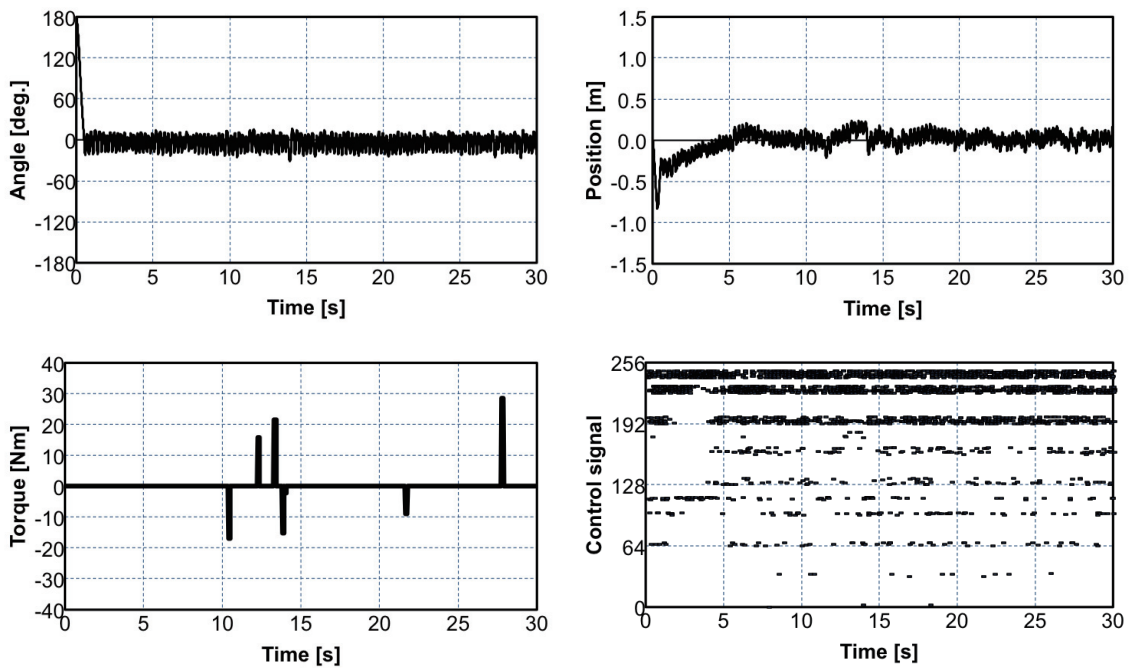 Angle [deg.]
180
120
60
0
-60
-120
-180
0 5 10 15 20 25 30
Time [s]
Position [m]
1.5
1.0
0.5
0.0
-0.5
-1.0
-1.5
0 5 10 15 20 25 30
Time [s]
Torque [Nm]
40
30
20
10
0
-10
-20
-30
-40
0 5 10 15 20 25 30
Time [s]
Control signal
256
192
128
64
0
0 5 10 15 20 25 30
Time [s]